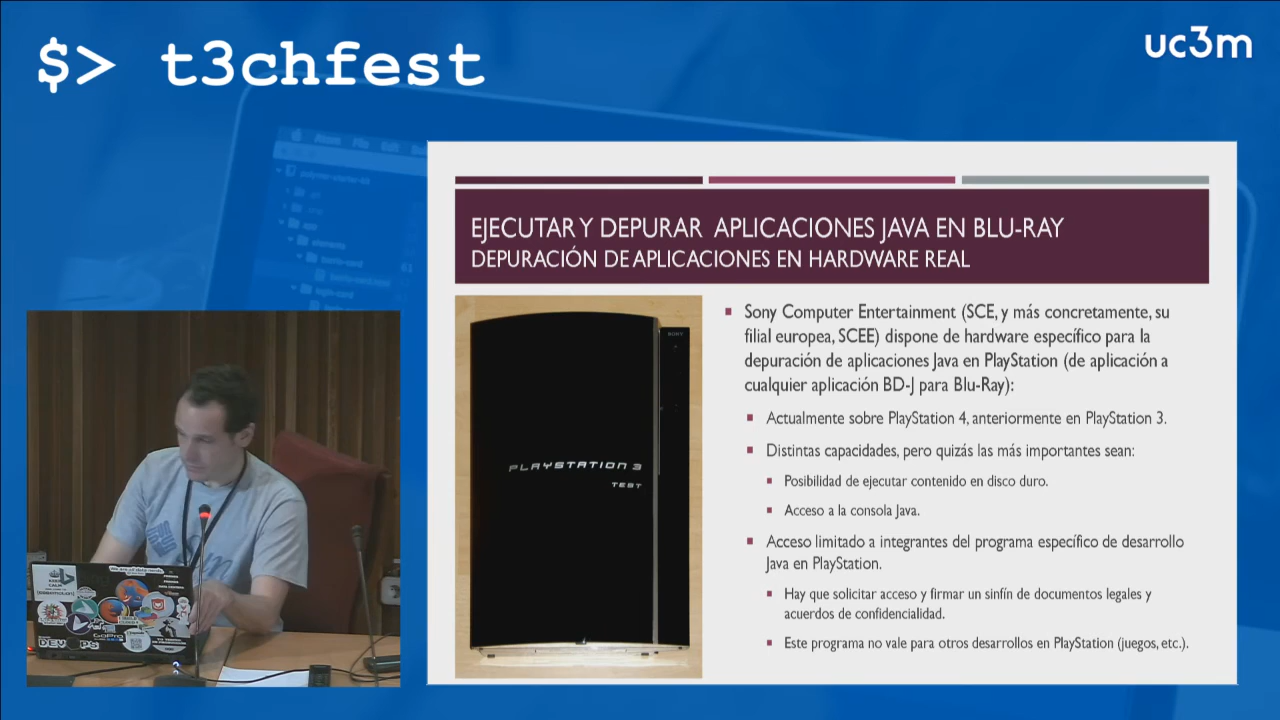 $> t3chfest
uc3m
EJECUTAR Y DEPURAR APLICACIONES JAVA EN BLU-RAY
DEPURACIÓN DE APLICACIONES EN HARDWARE REAL
SONY
PLAYSTATION 3
TEST
Sony Computer Entertainment (SCE, y más concretamente, su
filial europea, SCEE) dispone de hardware específico para la
depuración de aplicaciones Java en PlayStation (de aplicación a
cualquier aplicación BD-J para Blu-Ray):
Actualmente sobre PlayStation 4, anteriormente en PlayStation 3.
Distintas capacidades, pero quizás las más importantes sean:
Posibilidad de ejecutar contenido en disco duro.
Acceso a la consola Java.
Acceso limitado a integrantes del programa específico de desarrollo
Java en PlayStation.
Hay que solicitar acceso y firmar un sinfín de documentos legales y
acuerdos de confidencialidad.
Este programa no vale para otros desarrollos en PlayStation (juegos, etc.).
GoPro
DEV